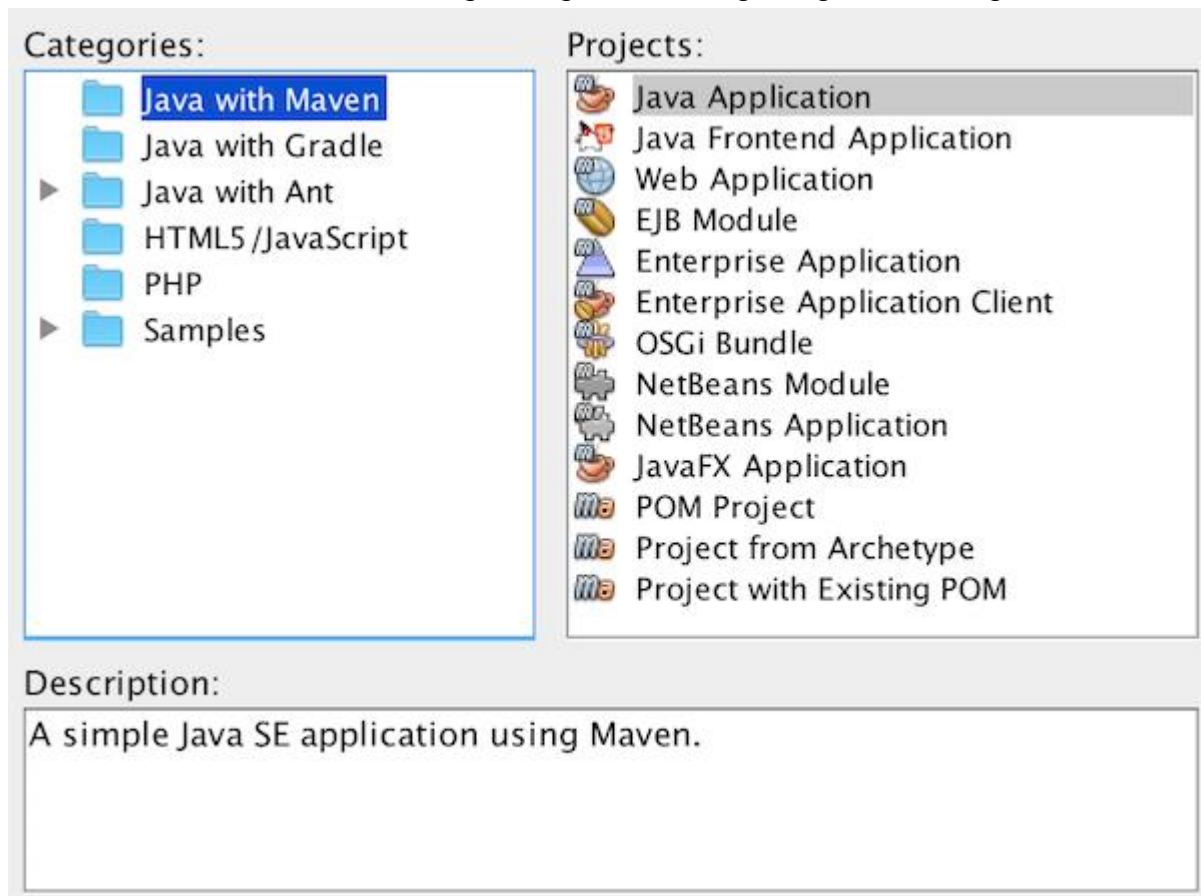 Categories:
Java with Maven
Java with Gradle
Java with Ant
HTML5/JavaScript
PHP
Samples
Projects:
Java Application
Java Frontend Application
Web Application
EJB Module
Enterprise Application
Enterprise Application Client
OSGi Bundle
NetBeans Module
NetBeans Application
JavaFX Application
POM Project
Project from Archetype
Project with Existing POM
Description:
A simple Java SE application using Maven.